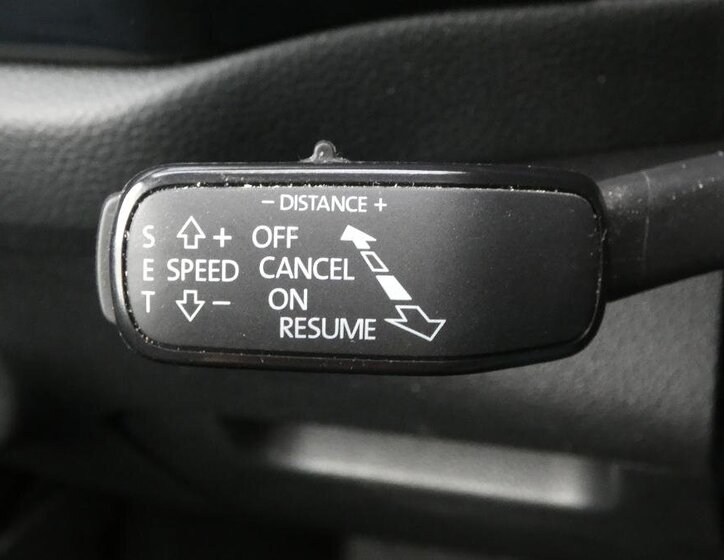 − DISTANCE +
S + OFF
E SPEED CANCEL
T − ON
RESUME